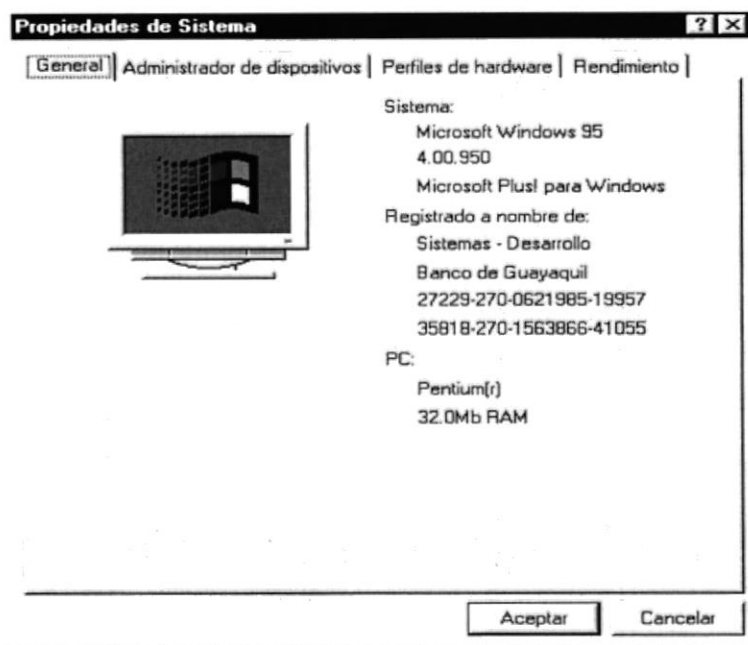 Propiedades de Sistema
General Administrador de dispositivos Perfiles de hardware Rendimiento
Sistema:
Microsoft Windows 95
4.00.950
Microsoft Plus! para Windows
Registrado a nombre de:
Sistemas - Desarrollo
Banco de Guayaquil
27229-270-0621985-19957
35818-270-1563866-41055
PC:
Pentium(r)
32.0Mb RAM
Aceptar Cancelar